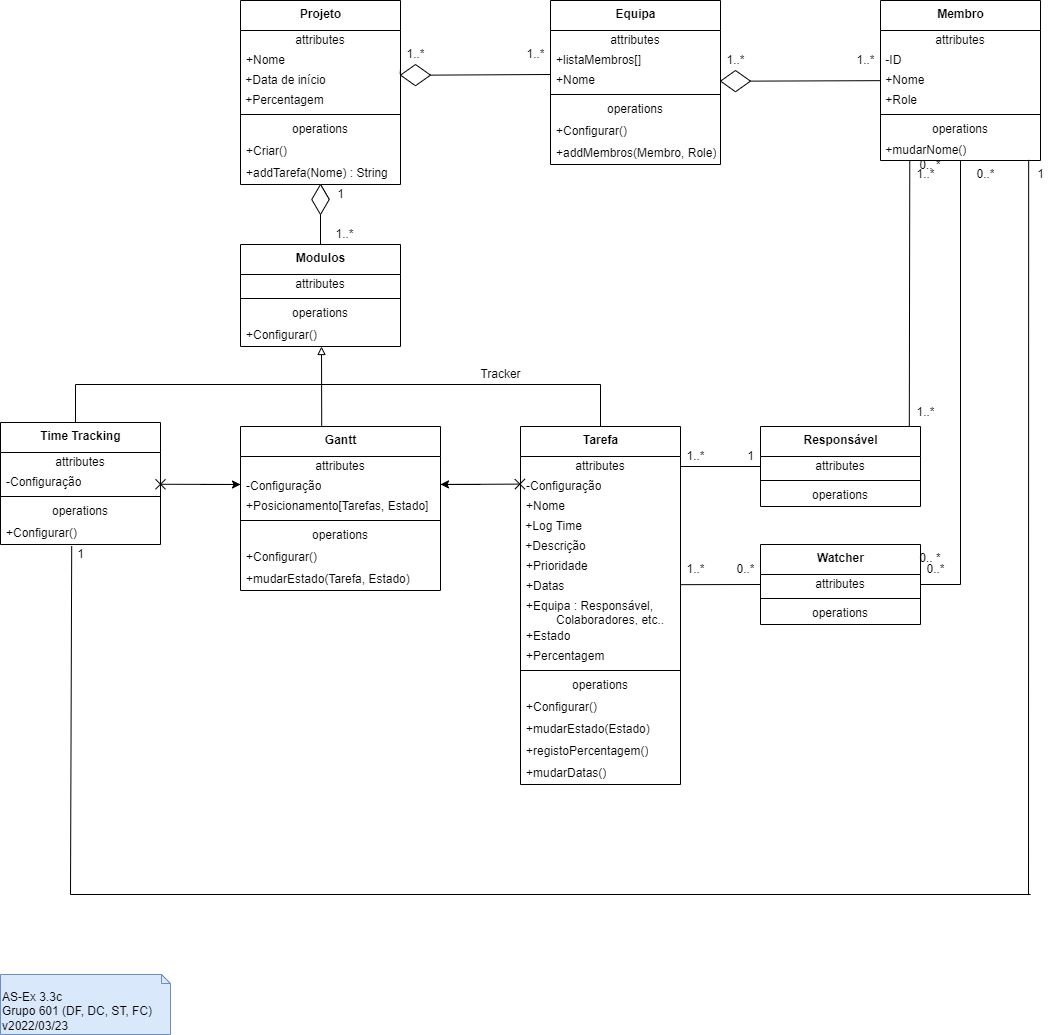 Projeto
attributes
+Nome
+Data de início
+Percentagem
operations
+Criar()
+addTarefa(Nome) : String
1..*
1..*
Equipa
attributes
+listaMembros[]
+Nome
operations
+Configurar()
+addMembros(Membro, Role)
1..*
1..*
Membro
attributes
-ID
+Nome
+Role
operations
+mudarNome()
0..*
1..*
0..*
1
1
1..*
Modulos
attributes
operations
+Configurar()
Tracker
Time Tracking
attributes
-Configuração
operations
+Configurar()
1
Gantt
attributes
-Configuração
+Posicionamento[Tarefas, Estado]
operations
+Configurar()
+mudarEstado(Tarefa, Estado)
Tarefa
attributes
-Configuração
+Nome
+Log Time
+Descrição
+Prioridade
+Datas
+Equipa : Responsável,
Colaboradores, etc..
+Estado
+Percentagem
operations
+Configurar()
+mudarEstado(Estado)
+registoPercentagem()
+mudarDatas()
1..*
1
1..*
Responsável
attributes
operations
1..*
0..*
Watcher
attributes
operations
0..*
0..*
AS-Ex 3.3c
Grupo 601 (DF, DC, ST, FC)
v2022/03/23